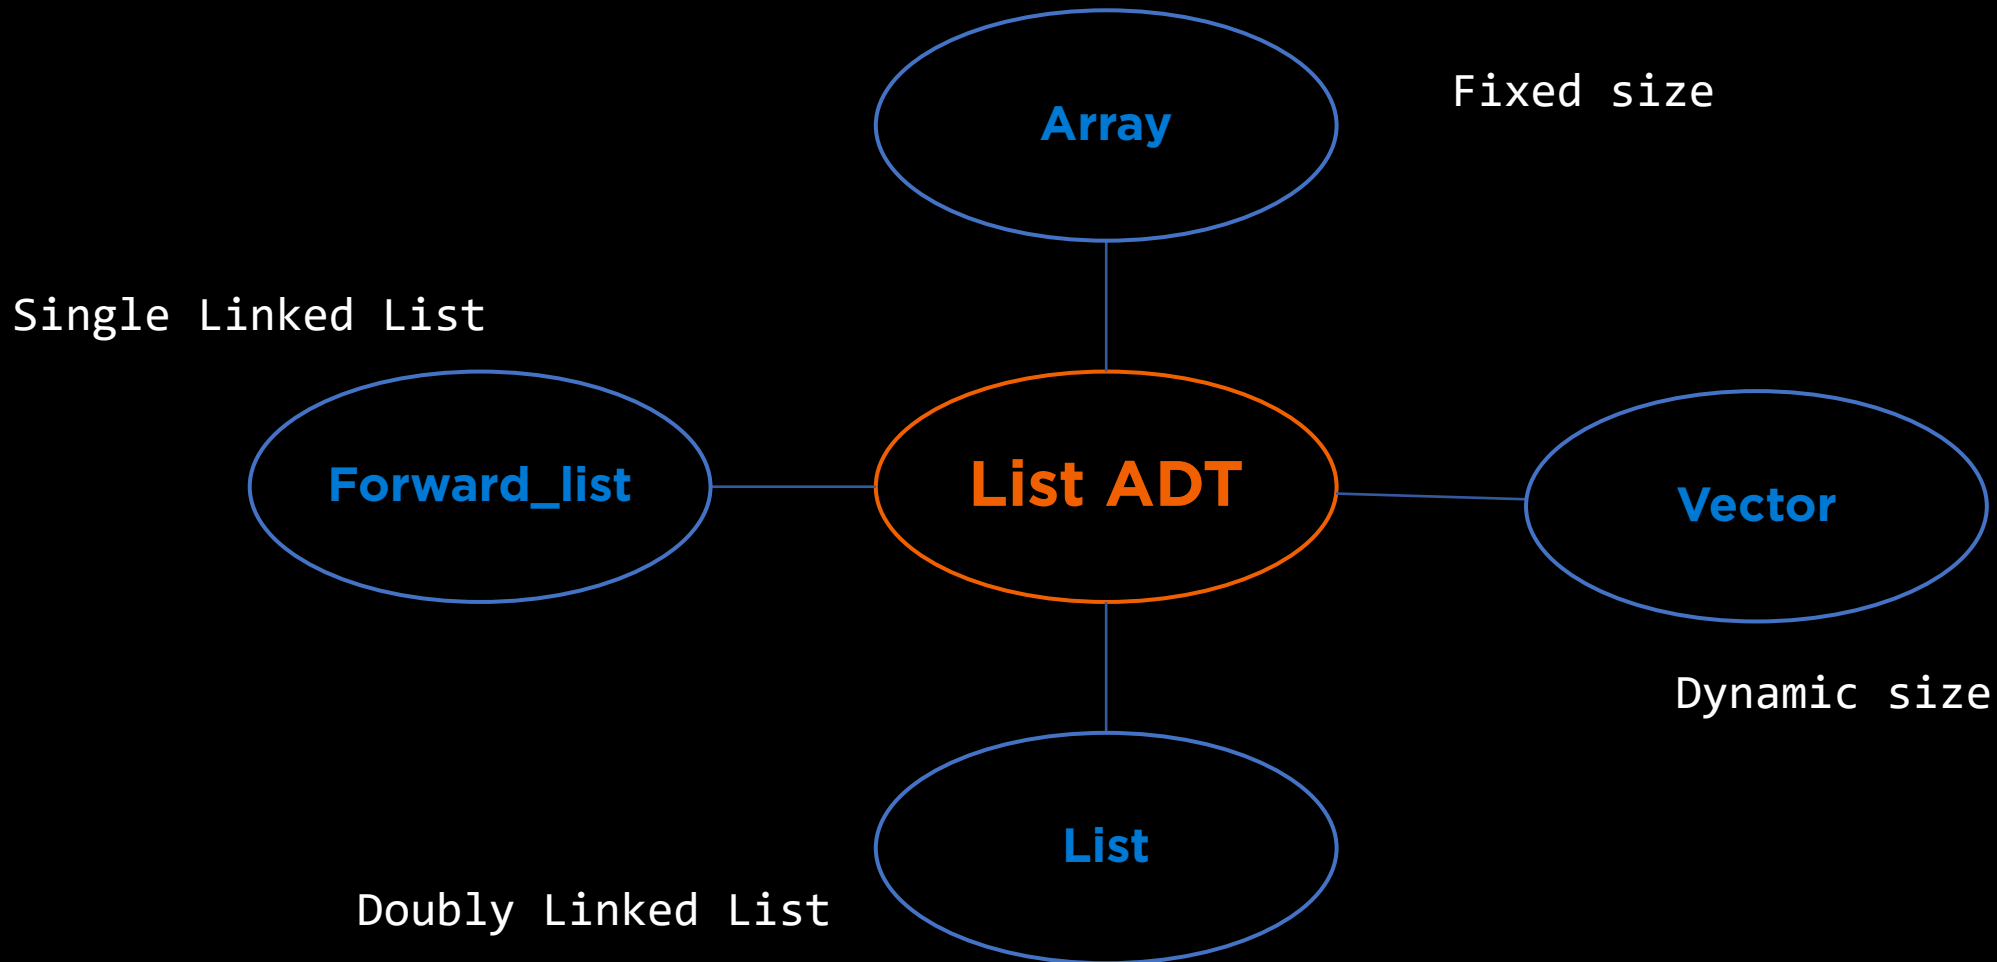 Array
Fixed size
Single Linked List
Forward_list
List ADT
Vector
Dynamic size
List
Doubly Linked List